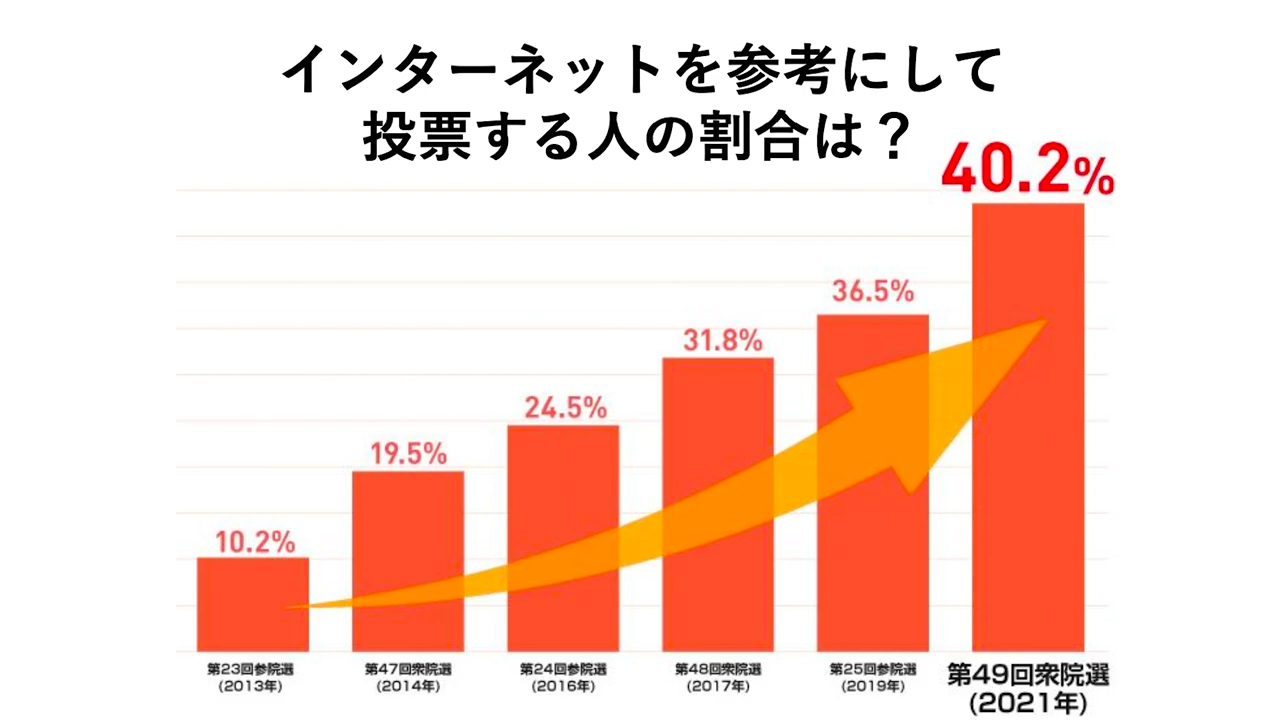 インターネットを参考にして
投票する人の割合は？
40.2%
36.5%
31.8%
24.5%
19.5%
10.2%
第23回参院選
(2013年)
第47回衆院選
(2014年)
第24回参院選
(2016年)
第48回衆院選
(2017年)
第25回参院選
(2019年)
第49回衆院選
(2021年)